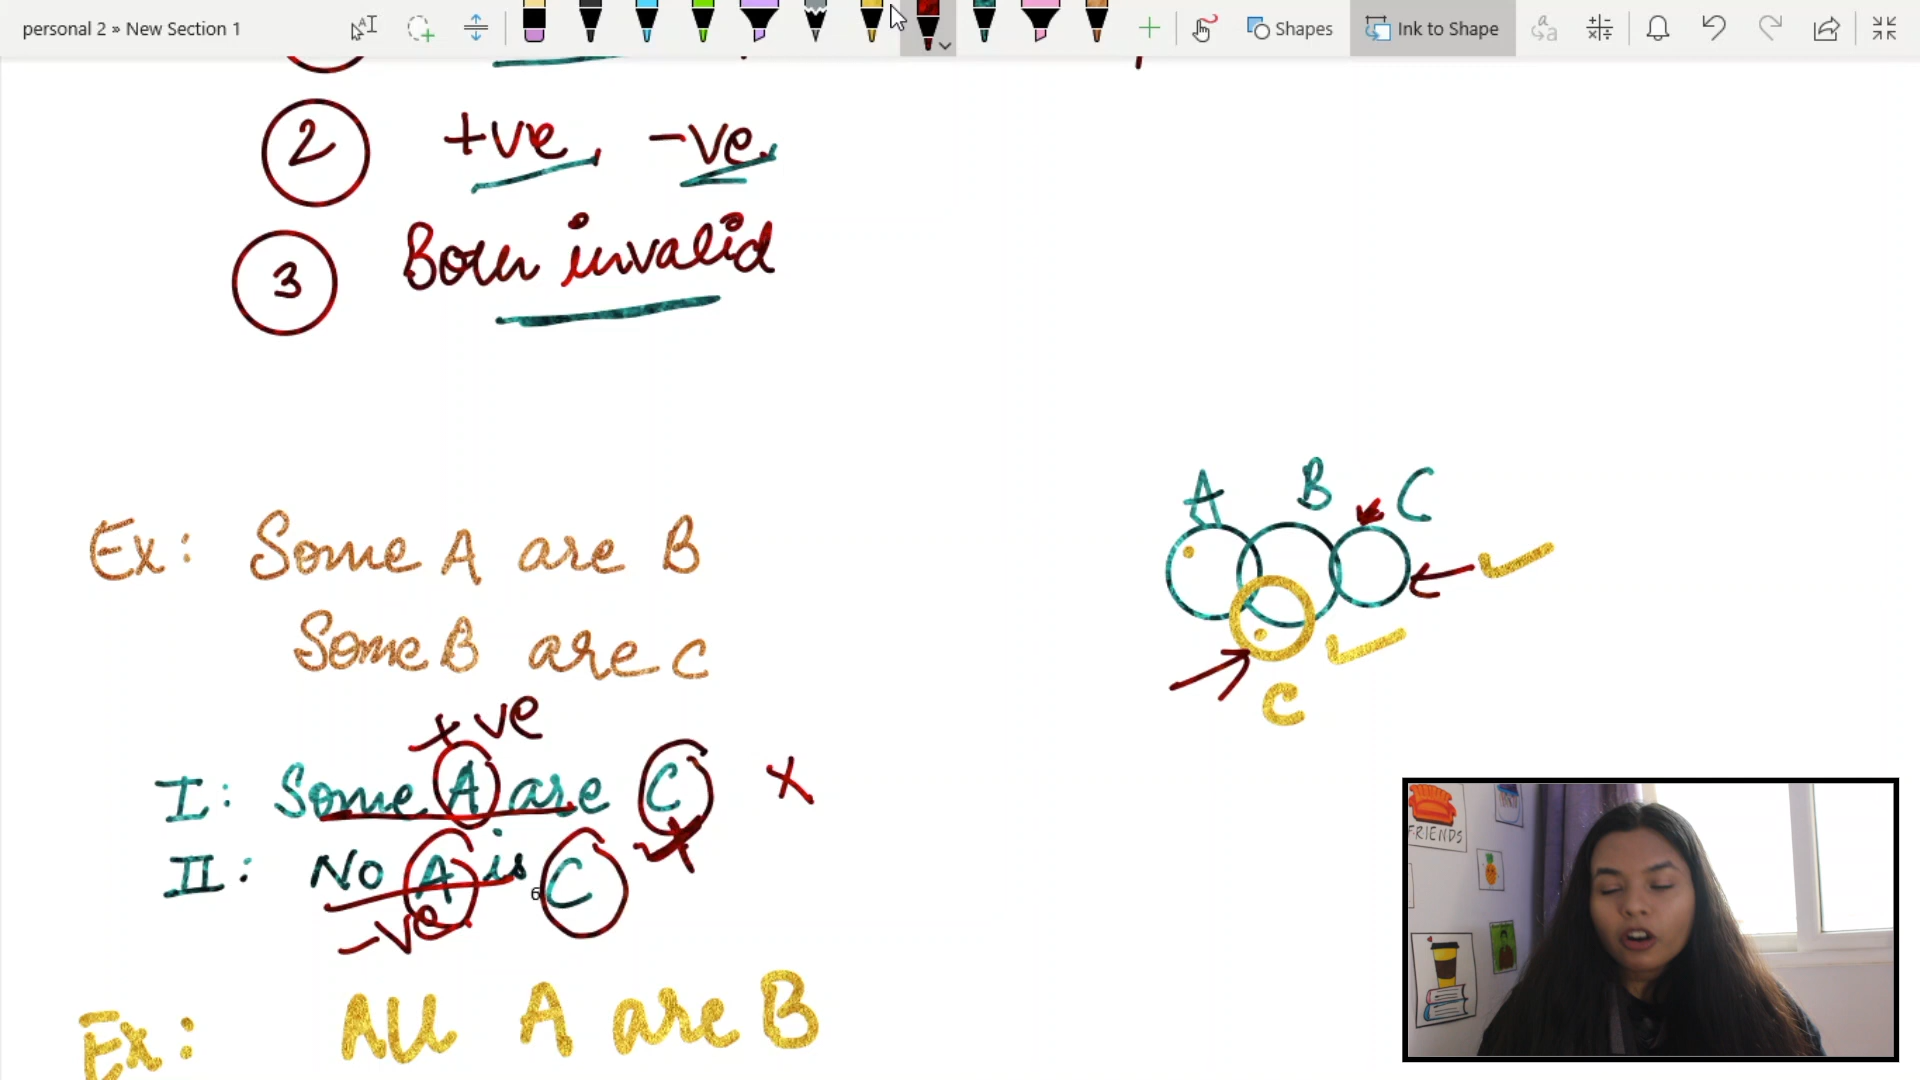 personal 2 » New Section 1
Shapes
Ink to Shape
2 +ve, -ve.
3 Both invalid
A B C
Ex: Some A are B
Some B are C
C
+ve
I: Some A are C X
II: No A is C X
6
-ve
Ex: All A are B
FRIENDS